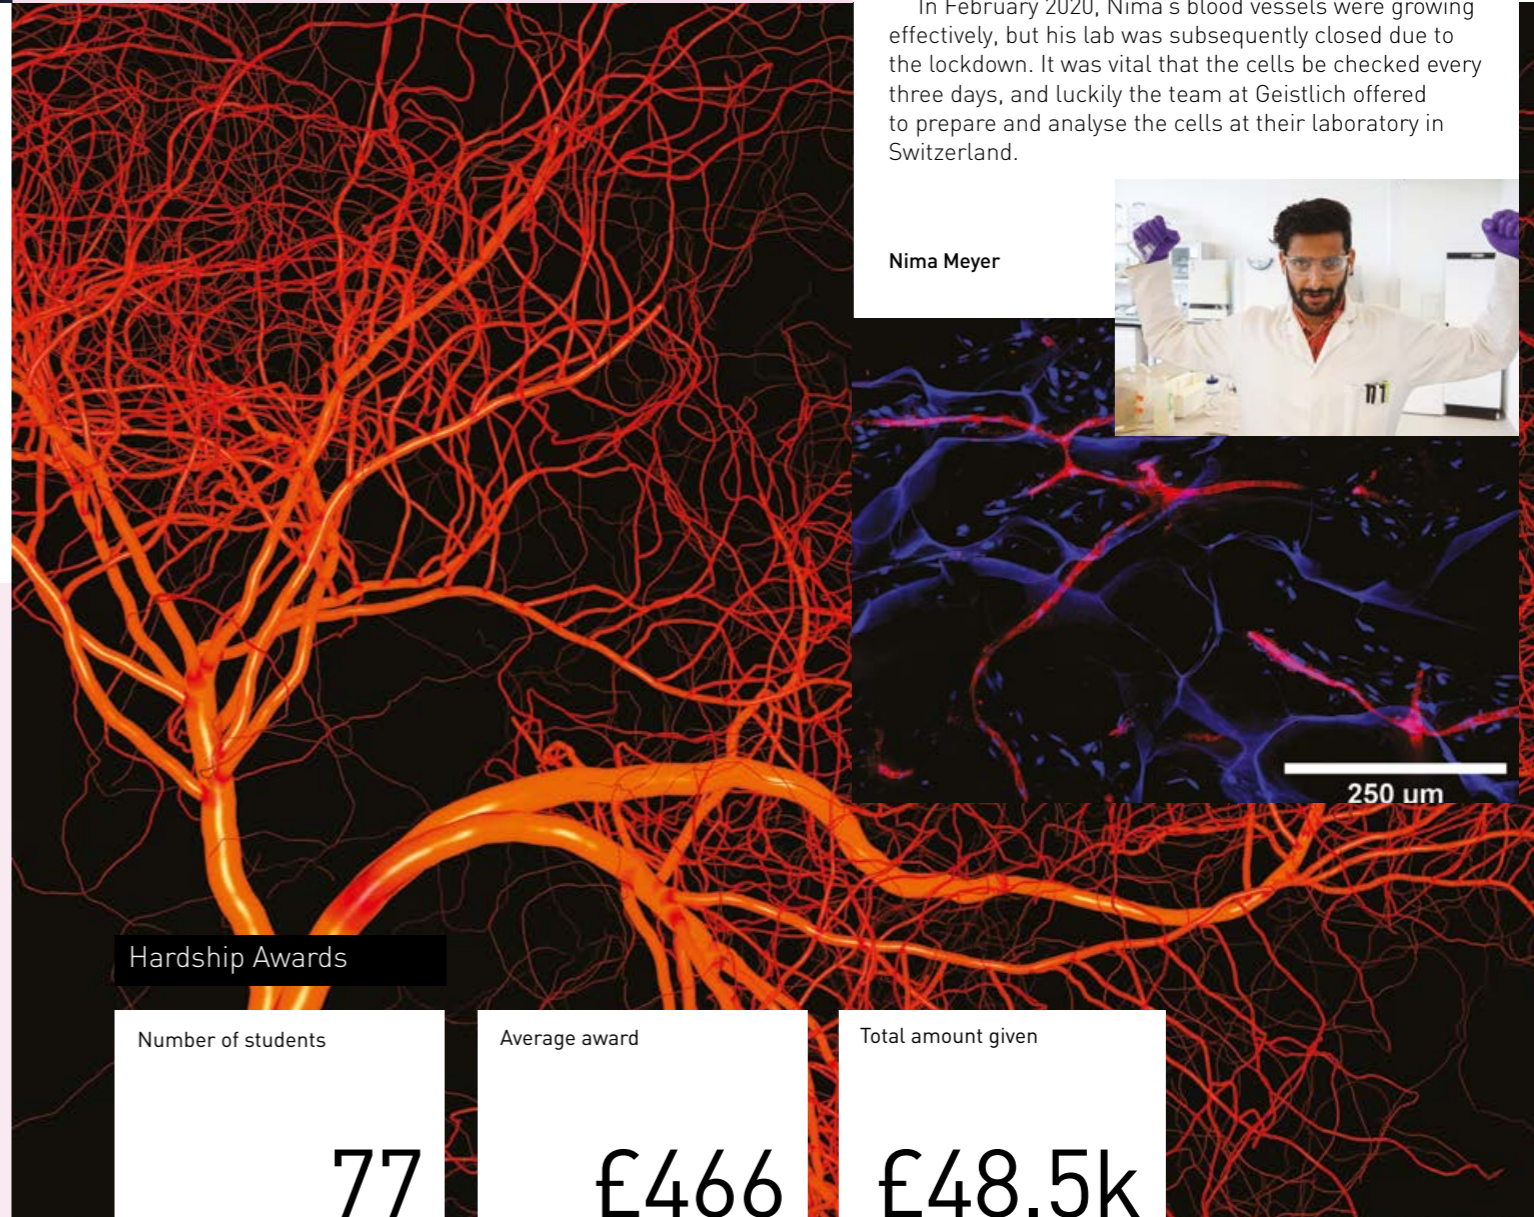 In February 2020, Nima's blood vessels were growing
effectively, but his lab was subsequently closed due to
the lockdown. It was vital that the cells be checked every
three days, and luckily the team at Geistlich offered
to prepare and analyse the cells at their laboratory in
Switzerland.
Nima Meyer
250 um
Hardship Awards
Number of students
77
Average award
£466
Total amount given
£48.5k